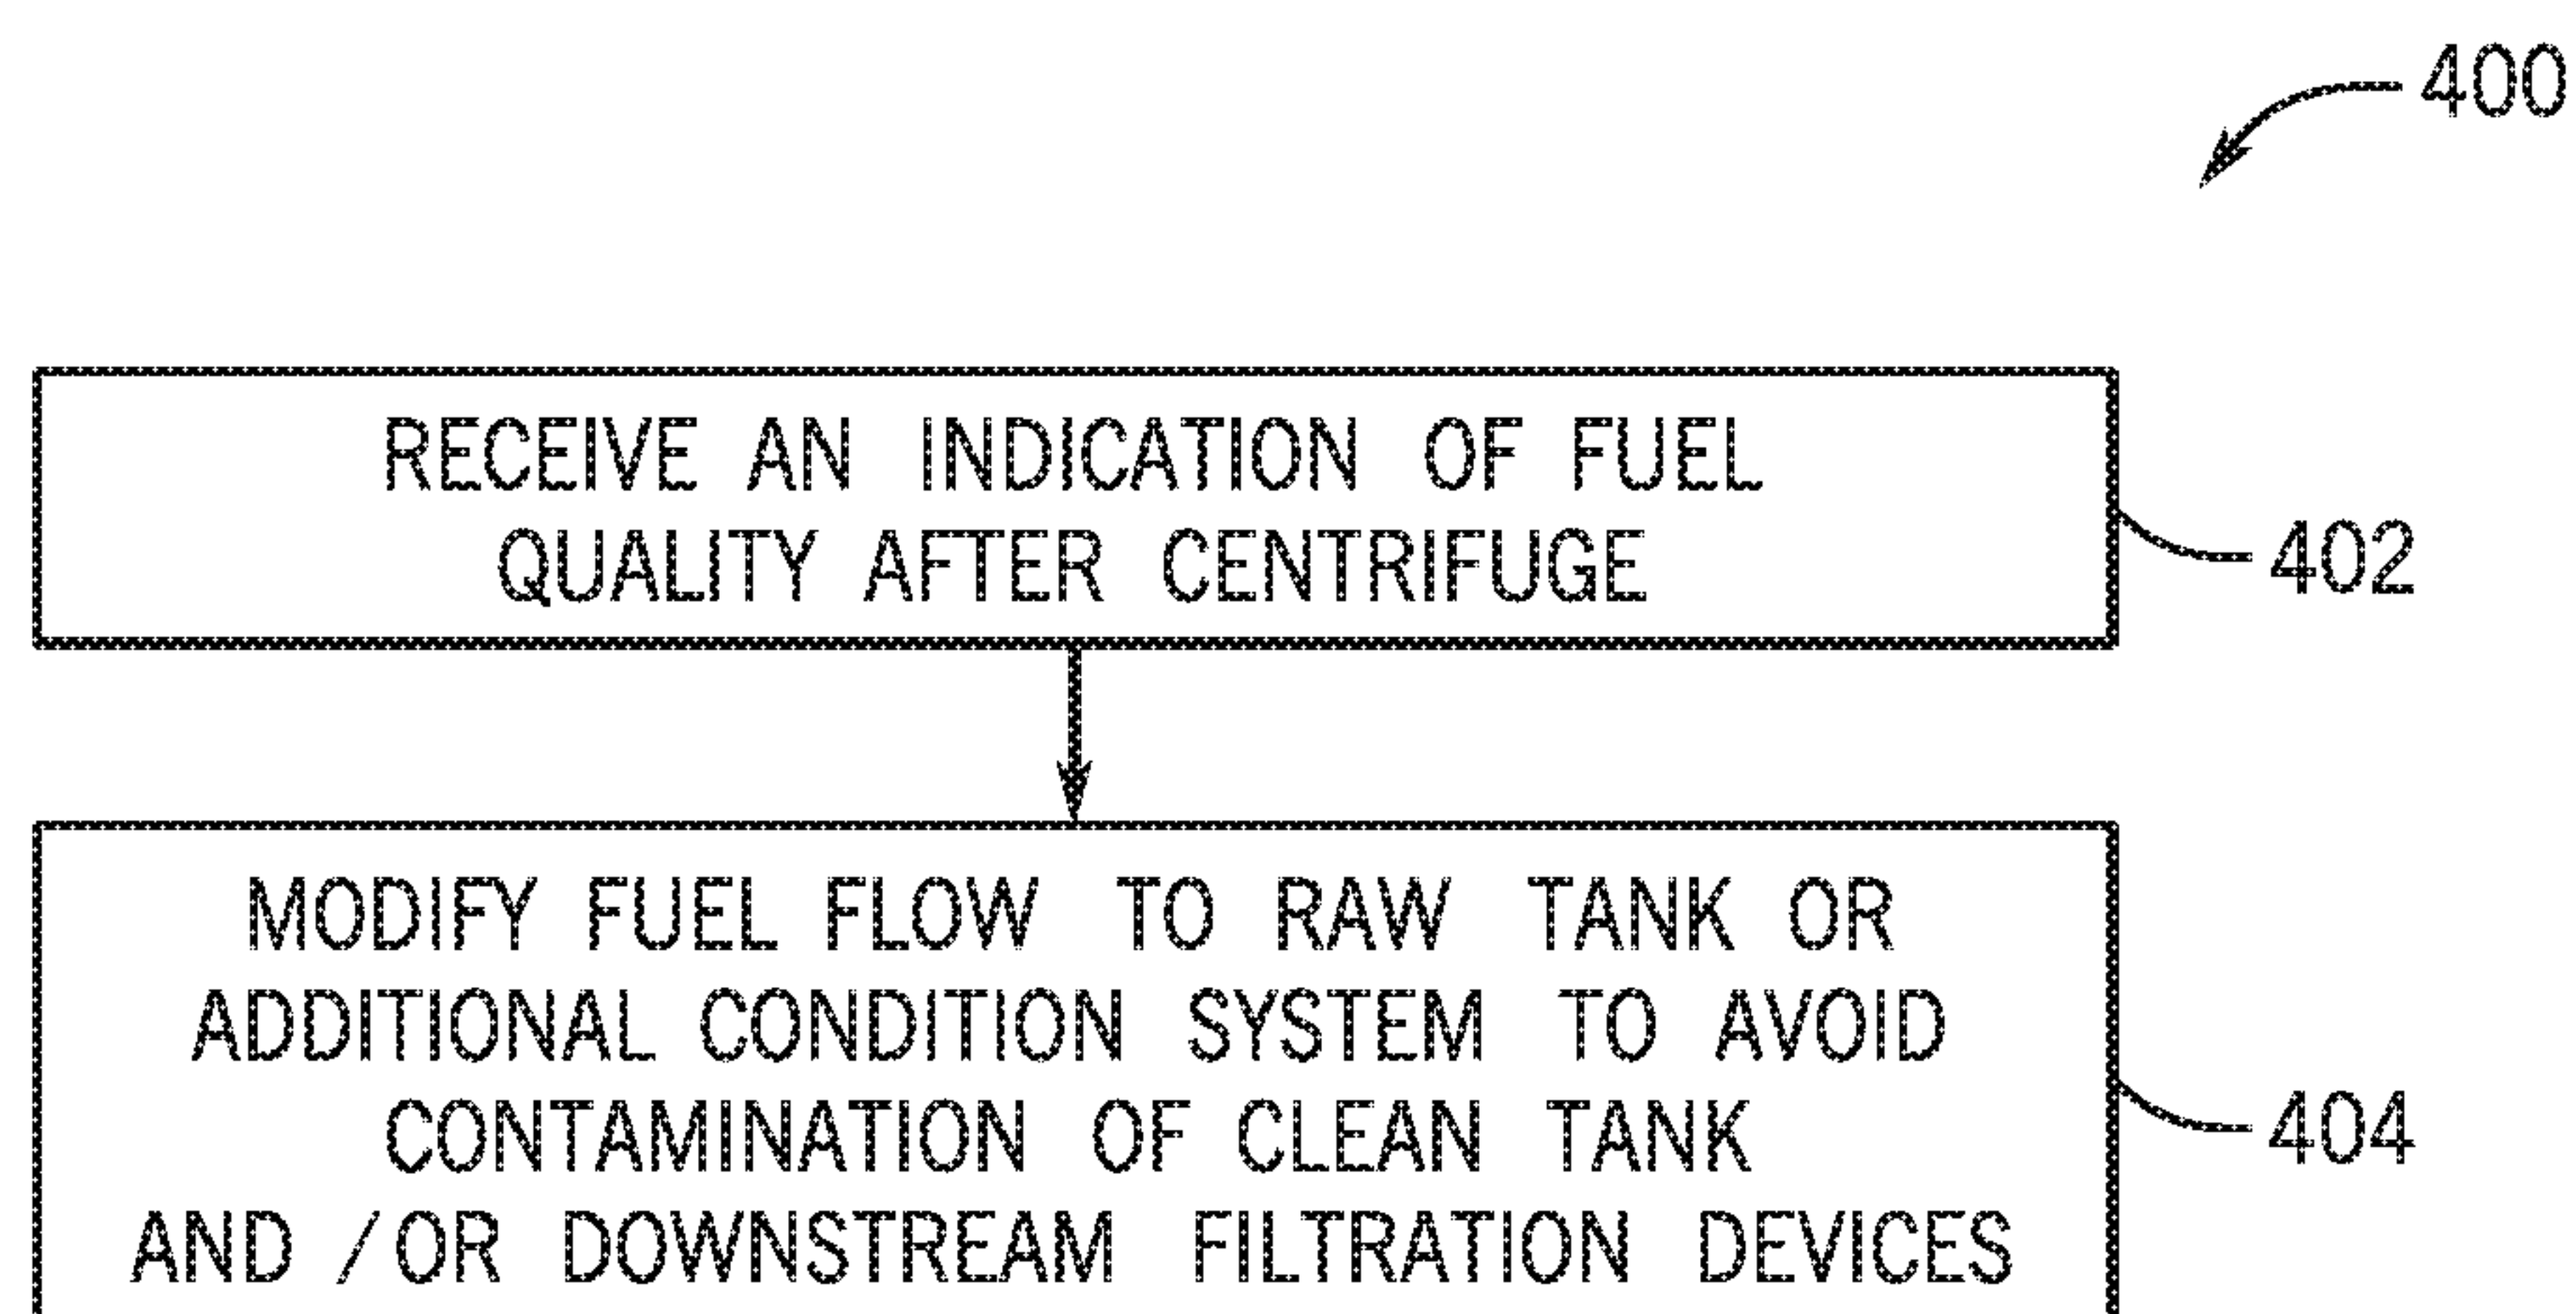 400
RECEIVE AN INDICATION OF FUEL
QUALITY AFTER CENTRIFUGE
402
MODIFY FUEL FLOW TO RAW TANK OR
ADDITIONAL CONDITION SYSTEM TO AVOID
CONTAMINATION OF CLEAN TANK
AND /OR DOWNSTREAM FILTRATION DEVICES
404